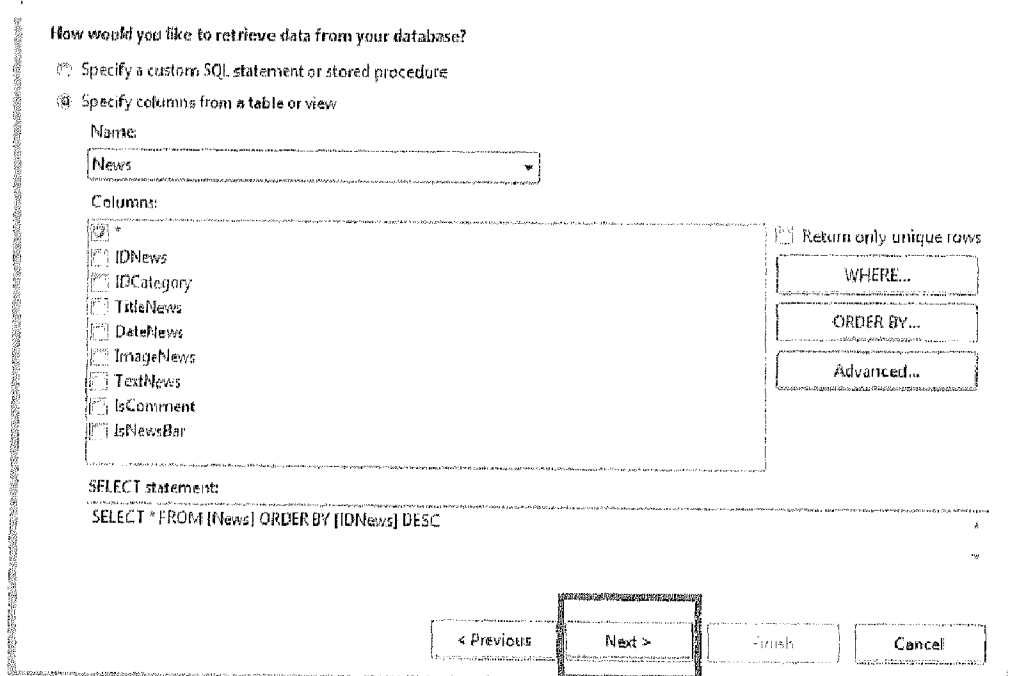 How would you like to retrieve data from your database?
Specify a custom SQL statement or stored procedure
Specify columns from a table or view
Name:
News
Columns:
*
IDNews
IDCategory
TitleNews
DateNews
ImageNews
TextNews
IsComment
IsNewsBar
Return only unique rows
WHERE...
ORDER BY...
Advanced...
SELECT statement:
SELECT * FROM [News] ORDER BY [IDNews] DESC
< Previous
Next >
Finish
Cancel